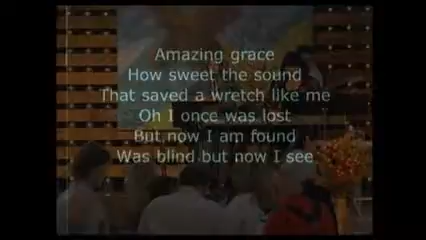 Amazing grace
How sweet the sound
That saved a wretch like me
Oh I once was lost
But now I am found
Was blind but now I see